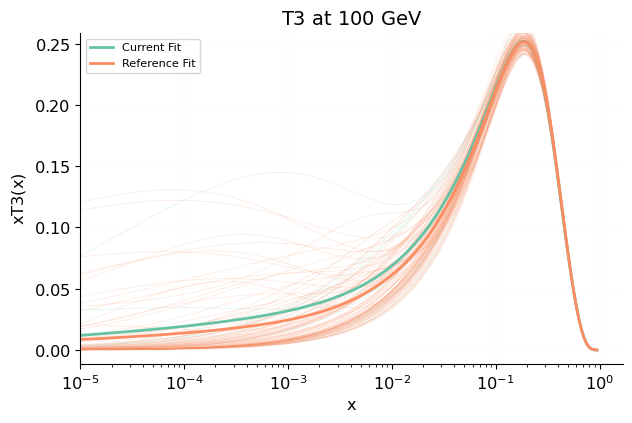 T3 at 100 GeV
Current Fit
Reference Fit
xT3(x)
0.25
0.20
0.15
0.10
0.05
0.00
10⁻⁵
10⁻⁴
10⁻³
10⁻²
10⁻¹
10⁰
x